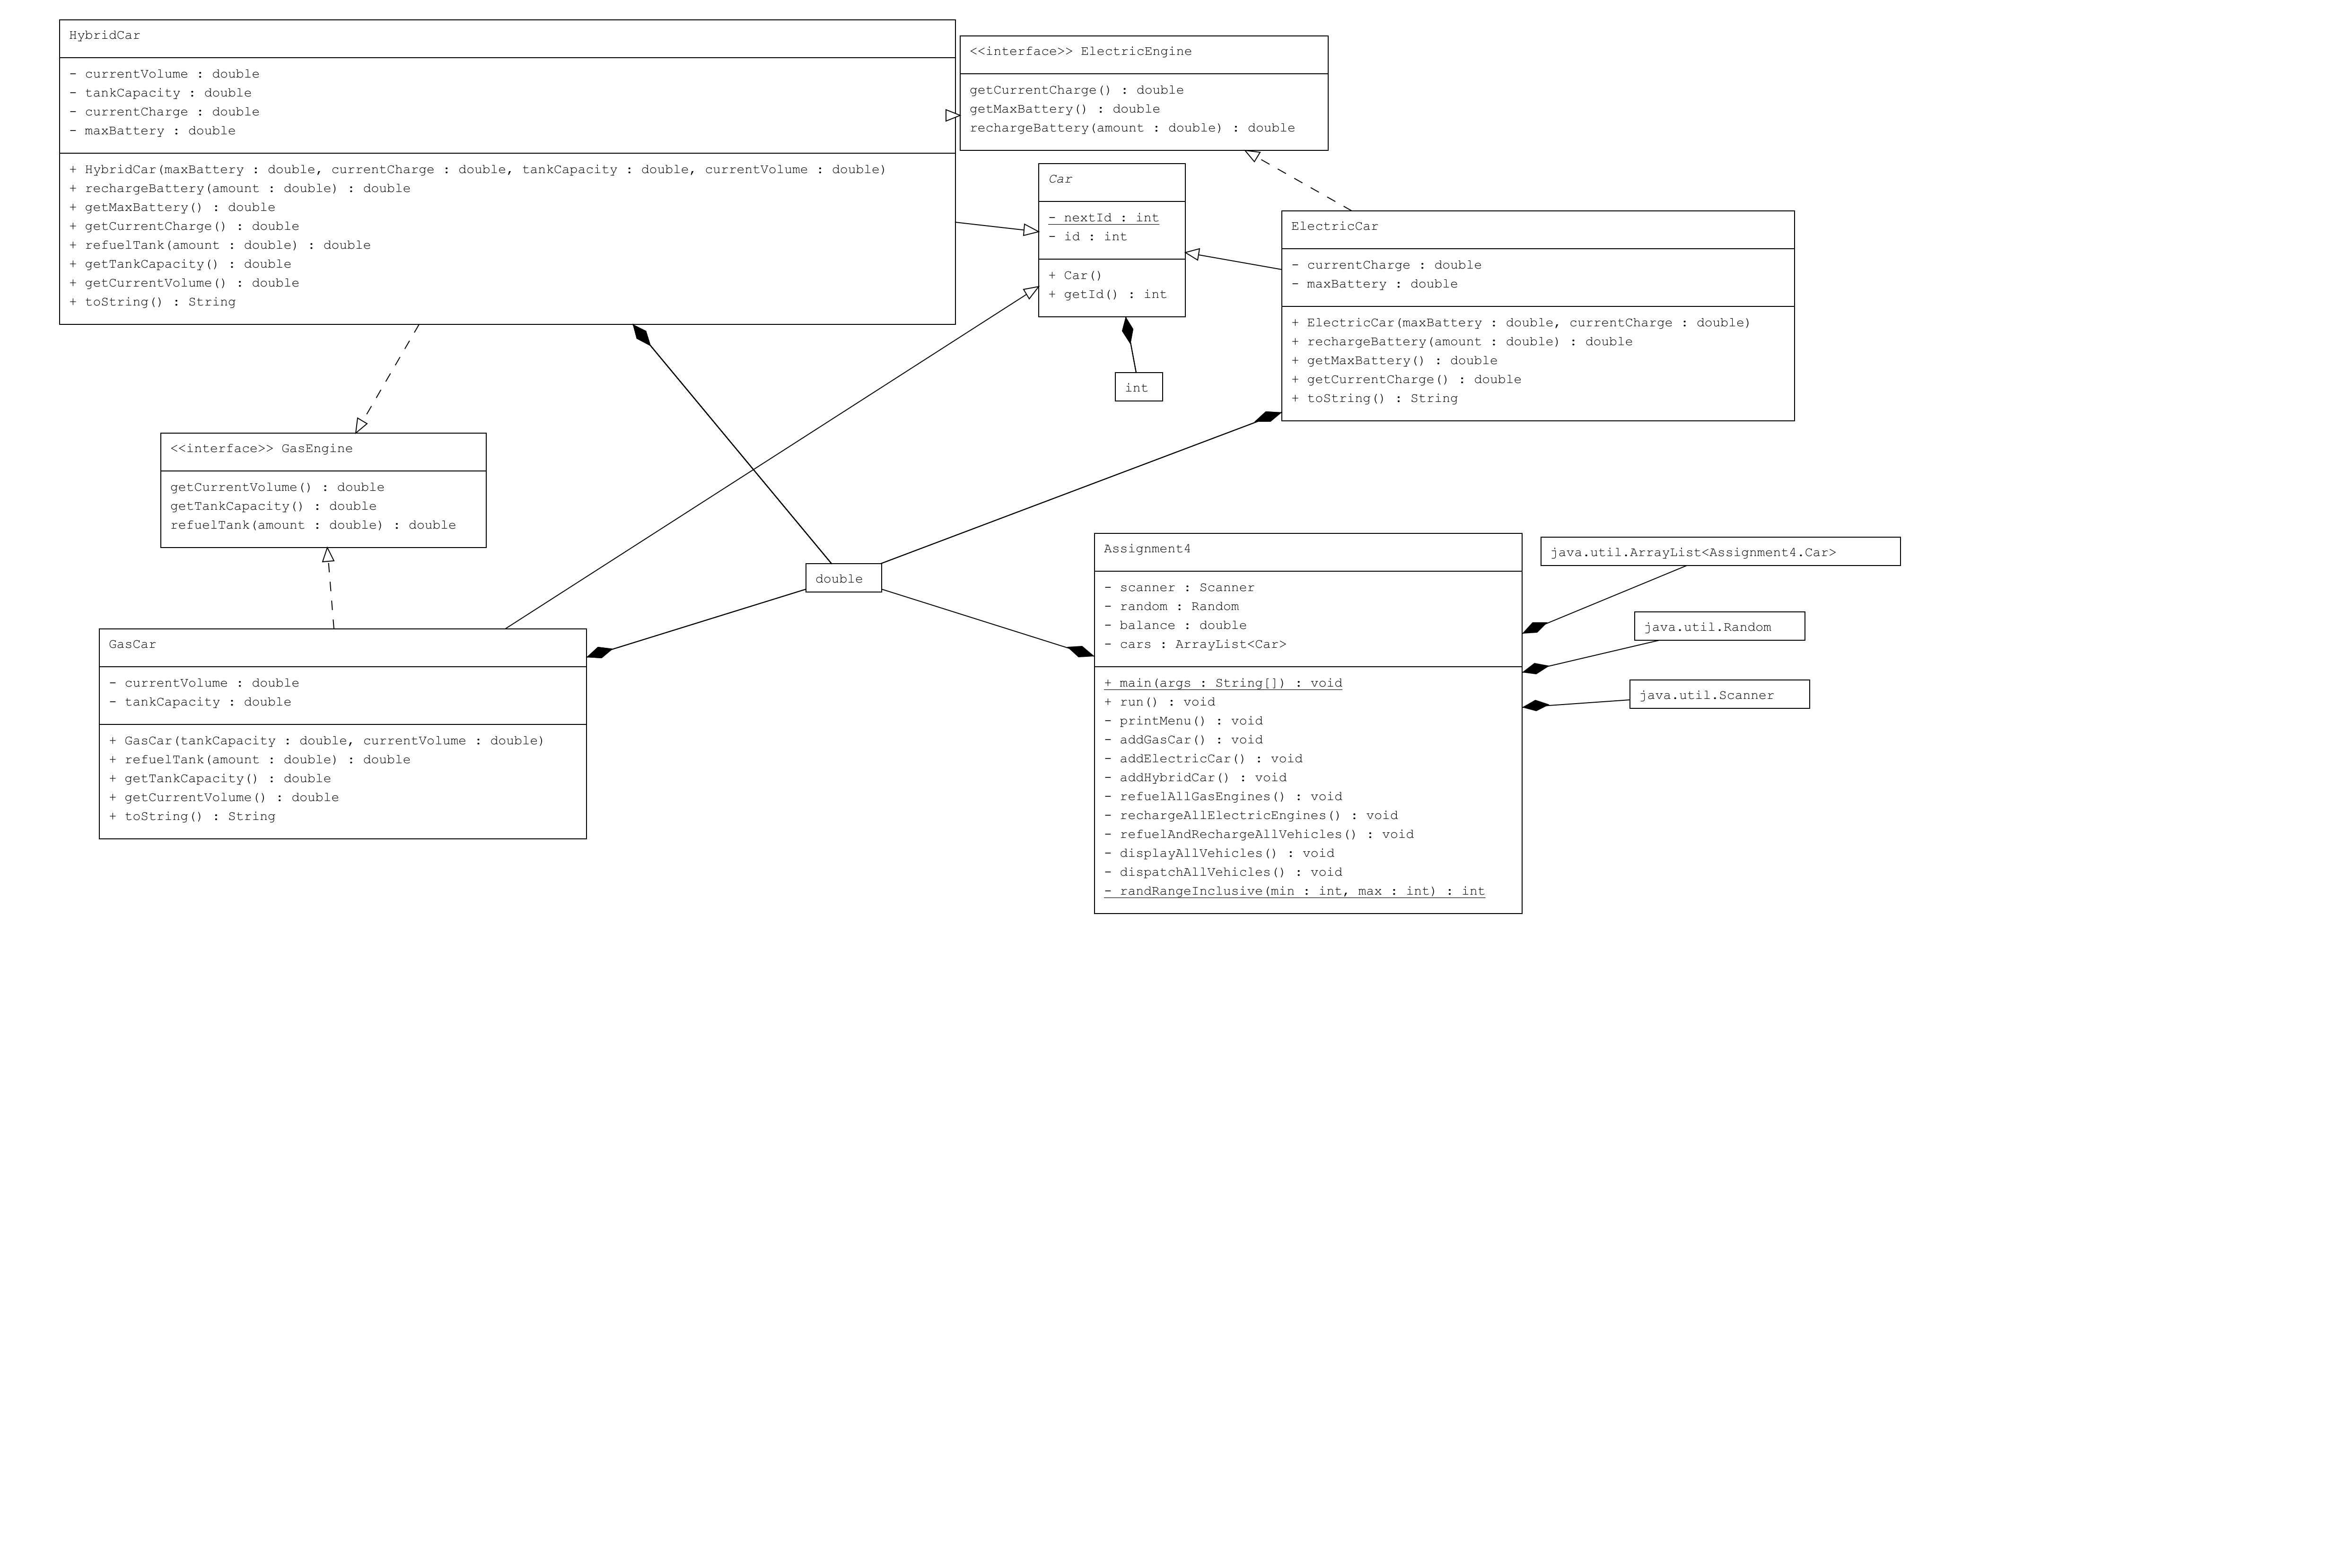 HybridCar
- currentVolume : double
- tankCapacity : double
- currentCharge : double
- maxBattery : double
+ HybridCar(maxBattery : double, currentCharge : double, tankCapacity : double, currentVolume : double)
+ rechargeBattery(amount : double) : double
+ getMaxBattery() : double
+ getCurrentCharge() : double
+ refuelTank(amount : double) : double
+ getTankCapacity() : double
+ getCurrentVolume() : double
+ toString() : String
<<interface>> ElectricEngine
getCurrentCharge() : double
getMaxBattery() : double
rechargeBattery(amount : double) : double
Car
- nextId : int
- id : int
+ Car()
+ getId() : int
int
ElectricCar
- currentCharge : double
- maxBattery : double
+ ElectricCar(maxBattery : double, currentCharge : double)
+ rechargeBattery(amount : double) : double
+ getMaxBattery() : double
+ getCurrentCharge() : double
+ toString() : String
<<interface>> GasEngine
getCurrentVolume() : double
getTankCapacity() : double
refuelTank(amount : double) : double
double
GasCar
- currentVolume : double
- tankCapacity : double
+ GasCar(tankCapacity : double, currentVolume : double)
+ refuelTank(amount : double) : double
+ getTankCapacity() : double
+ getCurrentVolume() : double
+ toString() : String
Assignment4
- scanner : Scanner
- random : Random
- balance : double
- cars : ArrayList<Car>
+ main(args : String[]) : void
+ run() : void
- printMenu() : void
- addGasCar() : void
- addElectricCar() : void
- addHybridCar() : void
- refuelAllGasEngines() : void
- rechargeAllElectricEngines() : void
- refuelAndRechargeAllVehicles() : void
- displayAllVehicles() : void
- dispatchAllVehicles() : void
- randRangeInclusive(min : int, max : int) : int
java.util.ArrayList<Assignment4.Car>
java.util.Random
java.util.Scanner